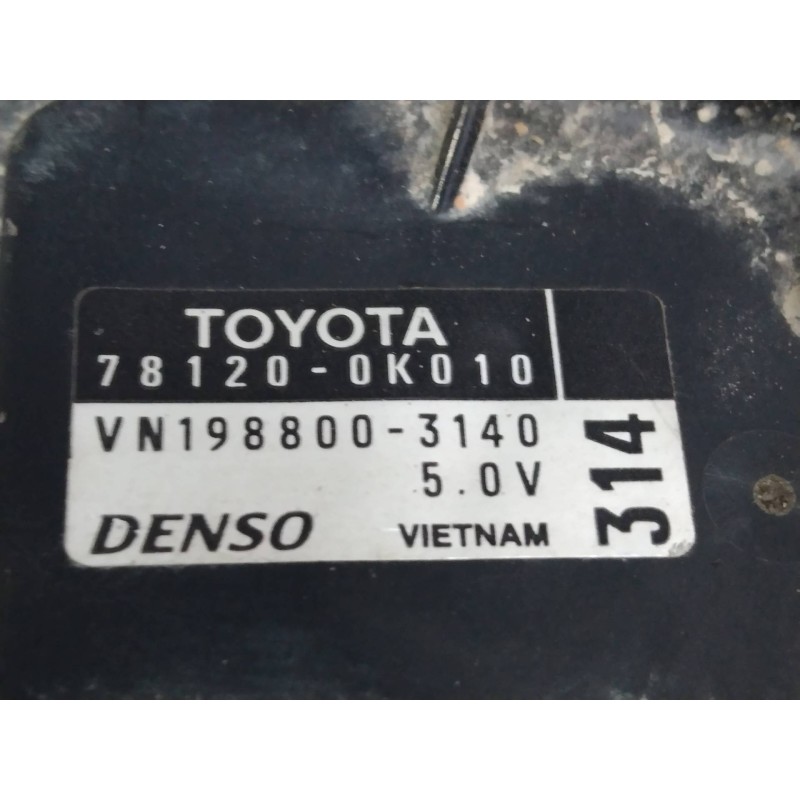 TOYOTA
78120-0K010
VN198800-3140
5.0V
DENSO VIETNAM
314